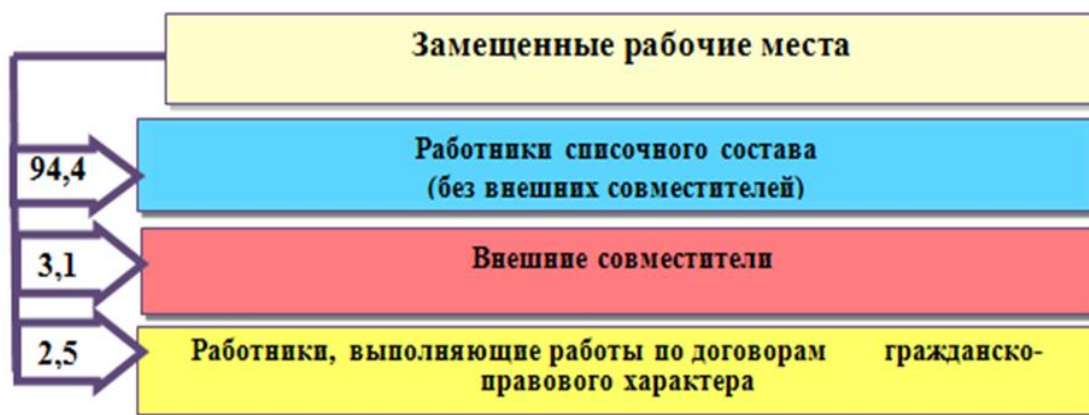 Замещенные рабочие места
94,4
Работники списочного состава
(без внешних совместителей)
3,1
Внешние совместители
2,5
Работники, выполняющие работы по договорам гражданско-
правового характера